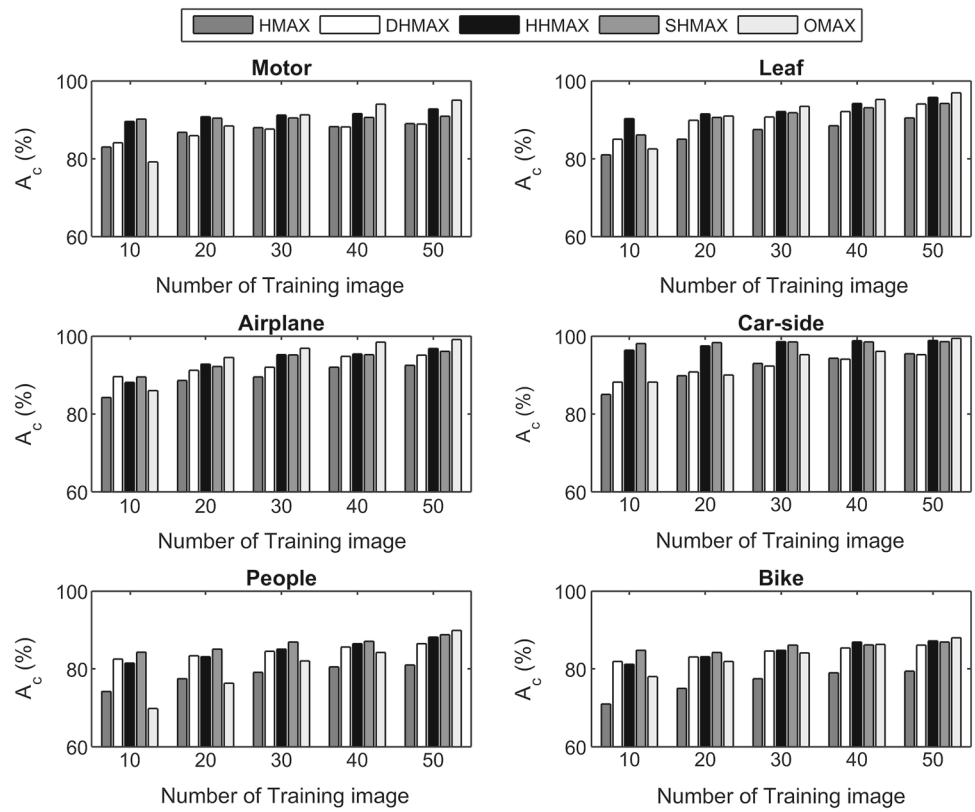 HMAX DHMAX HHMAX SHMAX OMAX
Motor
100
80
60
A_c (%)
10 20 30 40 50
Number of Training image
Leaf
100
80
60
A_c (%)
10 20 30 40 50
Number of Training image
Airplane
100
80
60
A_c (%)
10 20 30 40 50
Number of Training image
Car-side
100
80
60
A_c (%)
10 20 30 40 50
Number of Training image
People
100
80
60
A_c (%)
10 20 30 40 50
Number of Training image
Bike
100
80
60
A_c (%)
10 20 30 40 50
Number of Training image